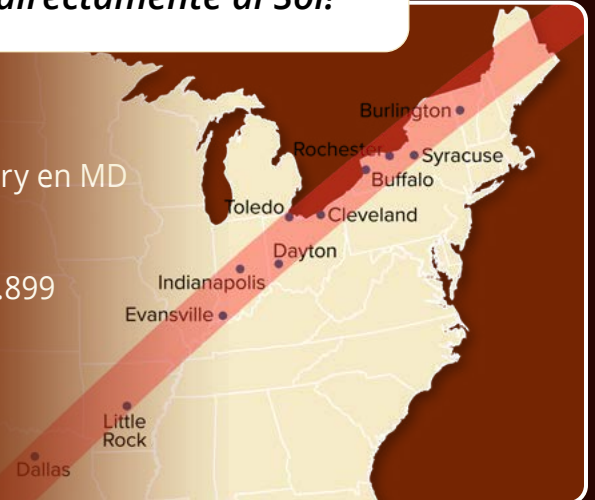 directamente al Sol!
ry en MD
.899
Burlington
Rochester
Syracuse
Buffalo
Toledo
Cleveland
Dayton
Indianapolis
Evansville
Little
Rock
Dallas